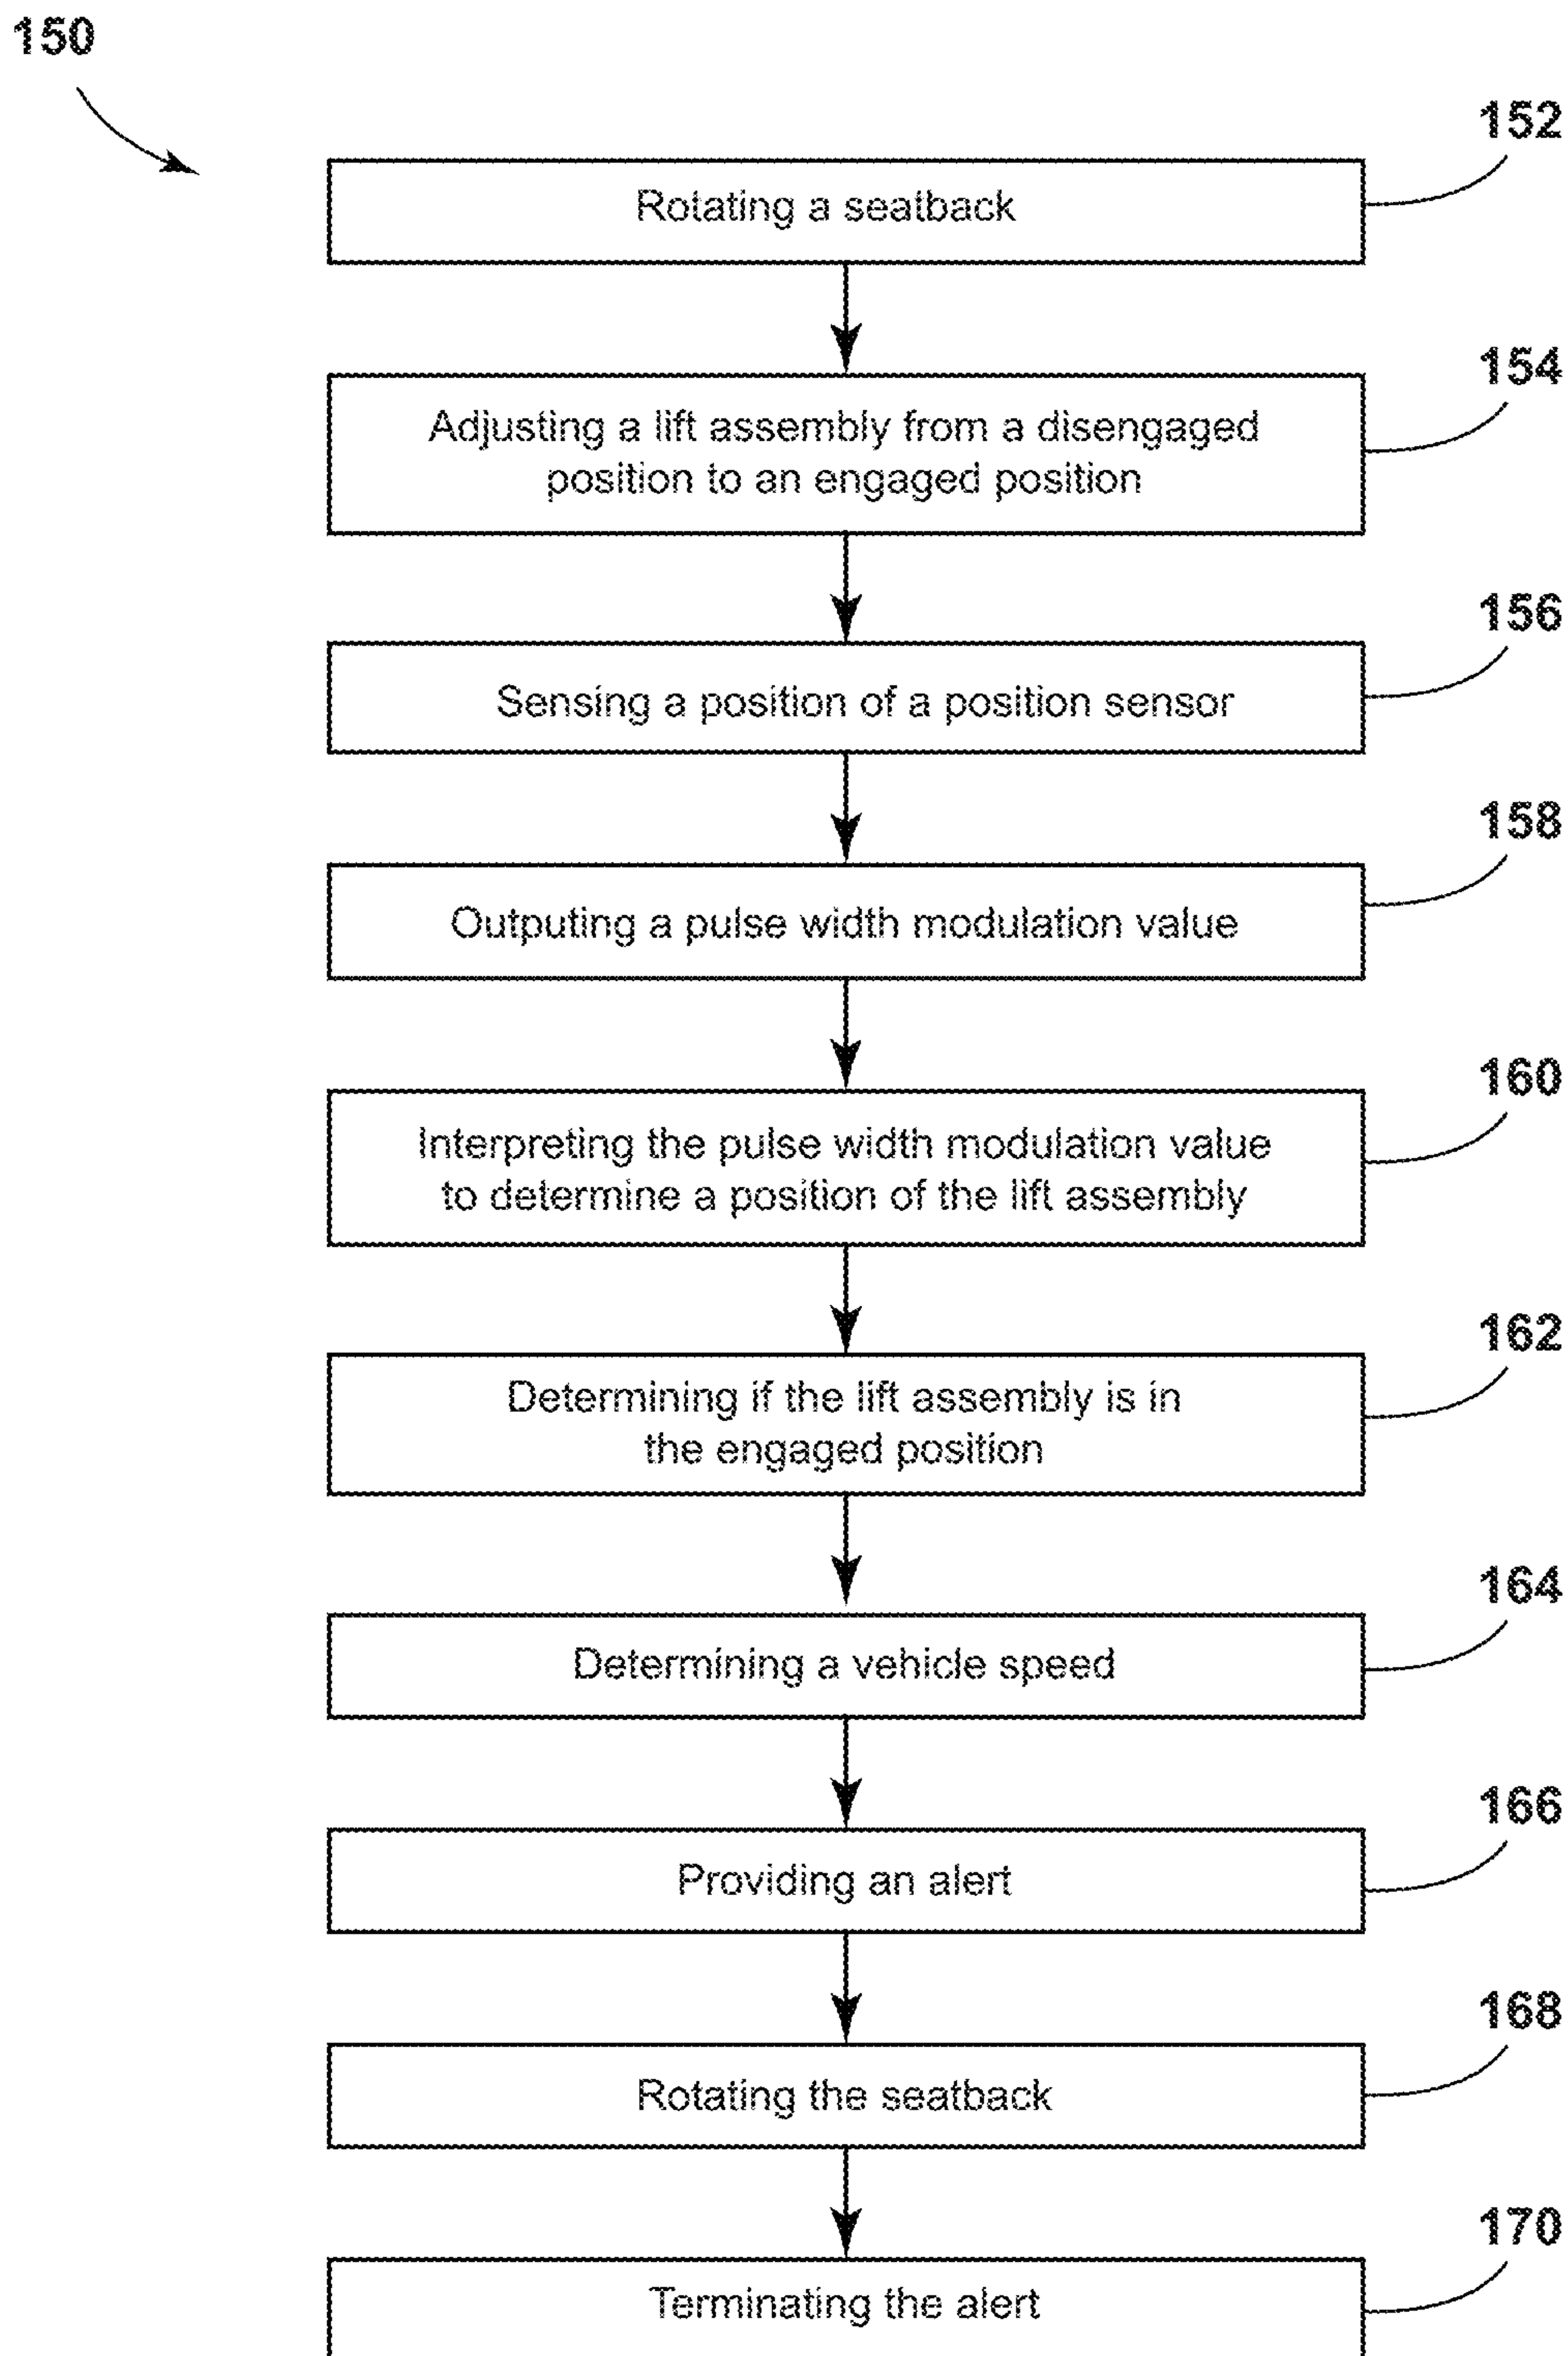 150
152
Rotating a seatback
154
Adjusting a lift assembly from a disengaged
position to an engaged position
156
Sensing a position of a position sensor
158
Outputing a pulse width modulation value
160
Interpreting the pulse width modulation value
to determine a position of the lift assembly
162
Determining if the lift assembly is in
the engaged position
164
Determining a vehicle speed
166
Providing an alert
168
Rotating the seatback
170
Terminating the alert